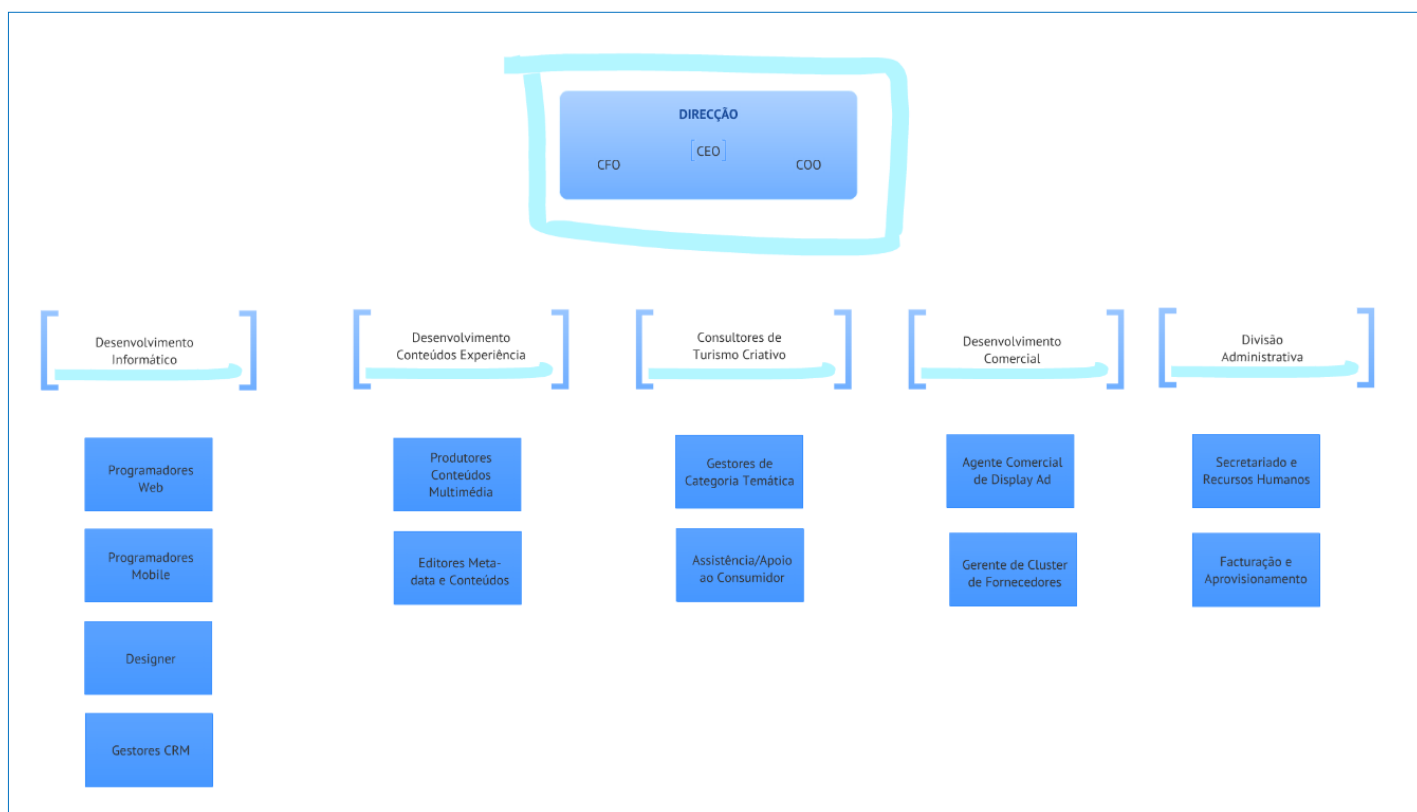 DIRECÇÃO
[CEO]
CFO
COO
Desenvolvimento
Informático
Desenvolvimento
Conteúdos Experiência
Consultores de
Turismo Criativo
Desenvolvimento
Comercial
Divisão
Administrativa
Programadores
Web
Produtores
Conteúdos
Multimédia
Gestores de
Categoria Temática
Agente Comercial
de Display Ad
Secretariado e
Recursos Humanos
Programadores
Mobile
Editores Meta-
data e Conteúdos
Assistência/Apoio
ao Consumidor
Gerente de Cluster
de Fornecedores
Facturação e
Aprovisionamento
Designer
Gestores CRM